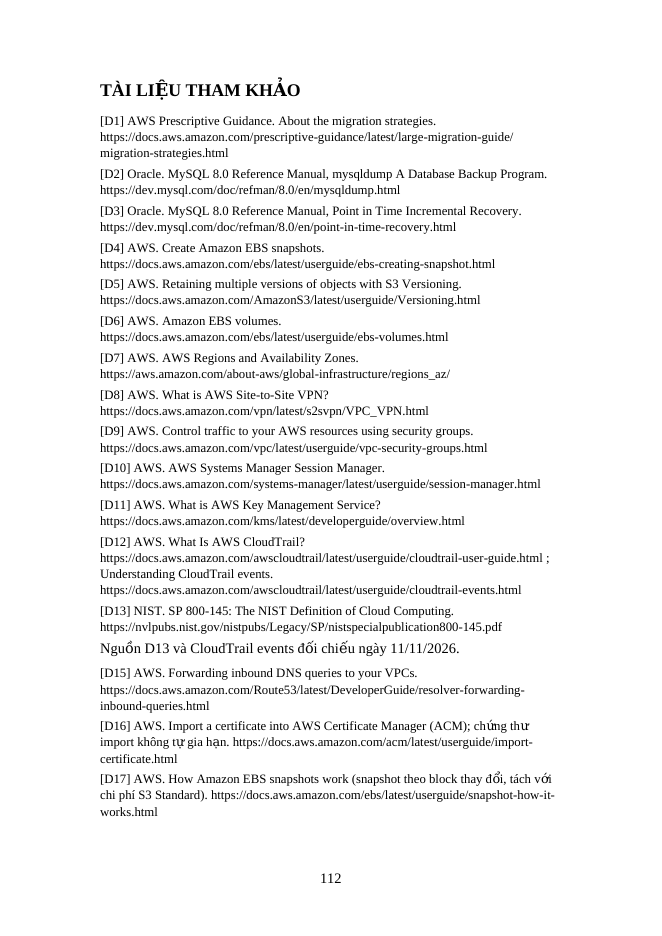 TÀI LIỆU THAM KHẢO
[D1] AWS Prescriptive Guidance. About the migration strategies.
https://docs.aws.amazon.com/prescriptive-guidance/latest/large-migration-guide/
migration-strategies.html
[D2] Oracle. MySQL 8.0 Reference Manual, mysqldump A Database Backup Program.
https://dev.mysql.com/doc/refman/8.0/en/mysqldump.html
[D3] Oracle. MySQL 8.0 Reference Manual, Point in Time Incremental Recovery.
https://dev.mysql.com/doc/refman/8.0/en/point-in-time-recovery.html
[D4] AWS. Create Amazon EBS snapshots.
https://docs.aws.amazon.com/ebs/latest/userguide/ebs-creating-snapshot.html
[D5] AWS. Retaining multiple versions of objects with S3 Versioning.
https://docs.aws.amazon.com/AmazonS3/latest/userguide/Versioning.html
[D6] AWS. Amazon EBS volumes.
https://docs.aws.amazon.com/ebs/latest/userguide/ebs-volumes.html
[D7] AWS. AWS Regions and Availability Zones.
https://aws.amazon.com/about-aws/global-infrastructure/regions_az/
[D8] AWS. What is AWS Site-to-Site VPN?
https://docs.aws.amazon.com/vpn/latest/s2svpn/VPC_VPN.html
[D9] AWS. Control traffic to your AWS resources using security groups.
https://docs.aws.amazon.com/vpc/latest/userguide/vpc-security-groups.html
[D10] AWS. AWS Systems Manager Session Manager.
https://docs.aws.amazon.com/systems-manager/latest/userguide/session-manager.html
[D11] AWS. What is AWS Key Management Service?
https://docs.aws.amazon.com/kms/latest/developerguide/overview.html
[D12] AWS. What Is AWS CloudTrail?
https://docs.aws.amazon.com/awscloudtrail/latest/userguide/cloudtrail-user-guide.html ;
Understanding CloudTrail events.
https://docs.aws.amazon.com/awscloudtrail/latest/userguide/cloudtrail-events.html
[D13] NIST. SP 800-145: The NIST Definition of Cloud Computing.
https://nvlpubs.nist.gov/nistpubs/Legacy/SP/nistspecialpublication800-145.pdf
Nguồn D13 và CloudTrail events đối chiếu ngày 11/11/2026.
[D15] AWS. Forwarding inbound DNS queries to your VPCs.
https://docs.aws.amazon.com/Route53/latest/DeveloperGuide/resolver-forwarding-
inbound-queries.html
[D16] AWS. Import a certificate into AWS Certificate Manager (ACM); chứng thư
import không tự gia hạn. https://docs.aws.amazon.com/acm/latest/userguide/import-
certificate.html
[D17] AWS. How Amazon EBS snapshots work (snapshot theo block thay đổi, tách với
chi phí S3 Standard). https://docs.aws.amazon.com/ebs/latest/userguide/snapshot-how-it-
works.html
112